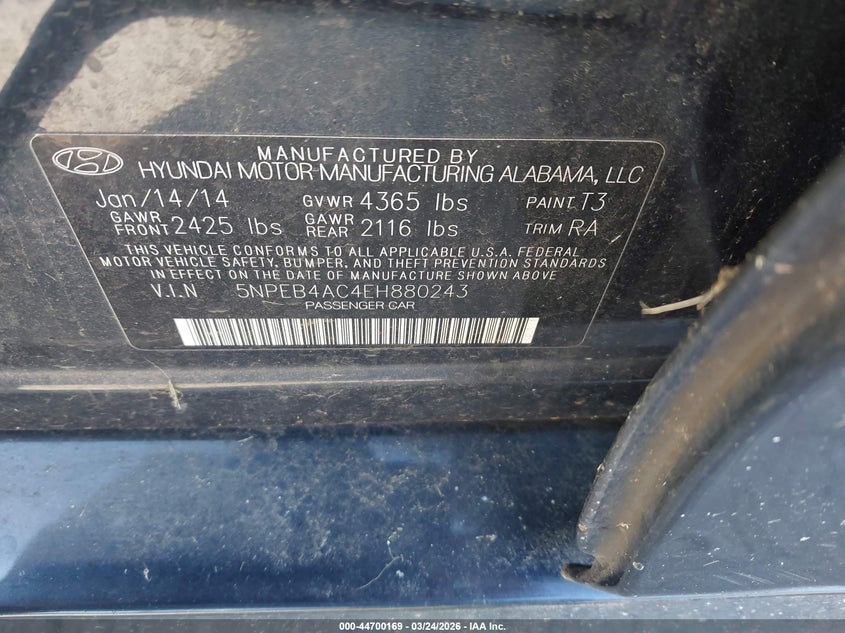 MANUFACTURED BY
HYUNDAI MOTOR MANUFACTURING ALABAMA, LLC
Jan/14/14 GVWR 4365 lbs PAINT T3
GAWR FRONT 2425 lbs GAWR REAR 2116 lbs TRIM RA
THIS VEHICLE CONFORMS TO ALL APPLICABLE U.S.A. FEDERAL
MOTOR VEHICLE SAFETY, BUMPER, AND THEFT PREVENTION STANDARDS
IN EFFECT ON THE DATE OF MANUFACTURE SHOWN ABOVE
V.I.N 5NPEB4AC4EH880243
PASSENGER CAR
000-44700169 - 03/24/2026 - IAA Inc.